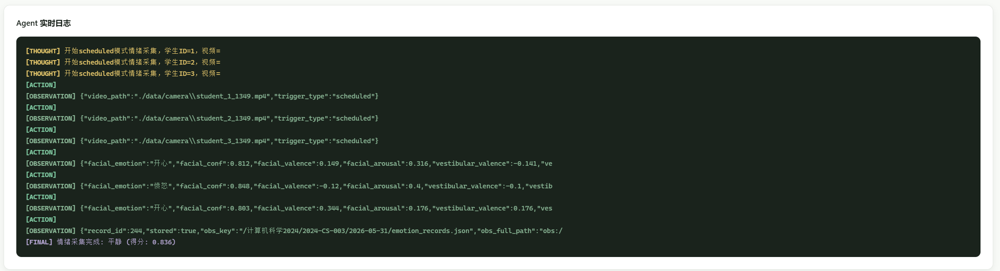 Agent 实时日志
[THOUGHT] 开始scheduled模式情绪采集，学生ID=1，视频=
[THOUGHT] 开始scheduled模式情绪采集，学生ID=2，视频=
[THOUGHT] 开始scheduled模式情绪采集，学生ID=3，视频=
[ACTION]
[OBSERVATION] {"video_path":"./data/camera\\student_1_1349.mp4","trigger_type":"scheduled"}
[ACTION]
[OBSERVATION] {"video_path":"./data/camera\\student_2_1349.mp4","trigger_type":"scheduled"}
[ACTION]
[OBSERVATION] {"video_path":"./data/camera\\student_3_1349.mp4","trigger_type":"scheduled"}
[ACTION]
[OBSERVATION] {"facial_emotion":"开心","facial_conf":0.812,"facial_valence":0.149,"facial_arousal":0.316,"vestibular_valence":-0.141,"ve
[ACTION]
[OBSERVATION] {"facial_emotion":"愤怒","facial_conf":0.848,"facial_valence":-0.12,"facial_arousal":0.4,"vestibular_valence":-0.1,"vestib
[ACTION]
[OBSERVATION] {"facial_emotion":"开心","facial_conf":0.803,"facial_valence":0.344,"facial_arousal":0.176,"vestibular_valence":0.176,"ves
[ACTION]
[OBSERVATION] {"record_id":244,"stored":true,"obs_key":"/计算机科学2024/2024-CS-003/2026-05-31/emotion_records.json","obs_full_path":"obs:/
[FINAL] 情绪采集完成: 平静 (得分: 0.836)